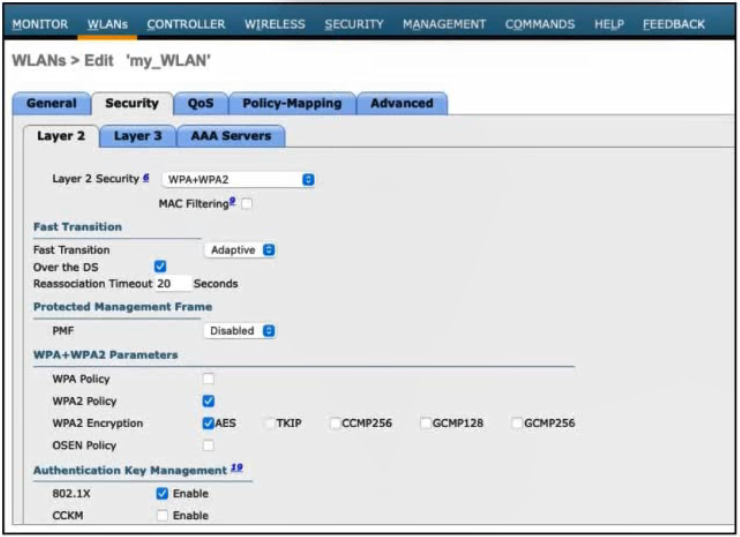 MONITOR WLANs CONTROLLER WIRELESS SECURITY MANAGEMENT COMMANDS HELP FEEDBACK
WLANs > Edit 'my_WLAN'
General Security QoS Policy-Mapping Advanced
Layer 2 Layer 3 AAA Servers
Layer 2 Security 6 WPA+WPA2
MAC Filtering 9
Fast Transition
Fast Transition Adaptive
Over the DS
Reassociation Timeout 20 Seconds
Protected Management Frame
PMF Disabled
WPA+WPA2 Parameters
WPA Policy
WPA2 Policy
WPA2 Encryption AES TKIP CCMP256 GCMP128 GCMP256
OSEN Policy
Authentication Key Management 19
802.1X Enable
CCKM Enable